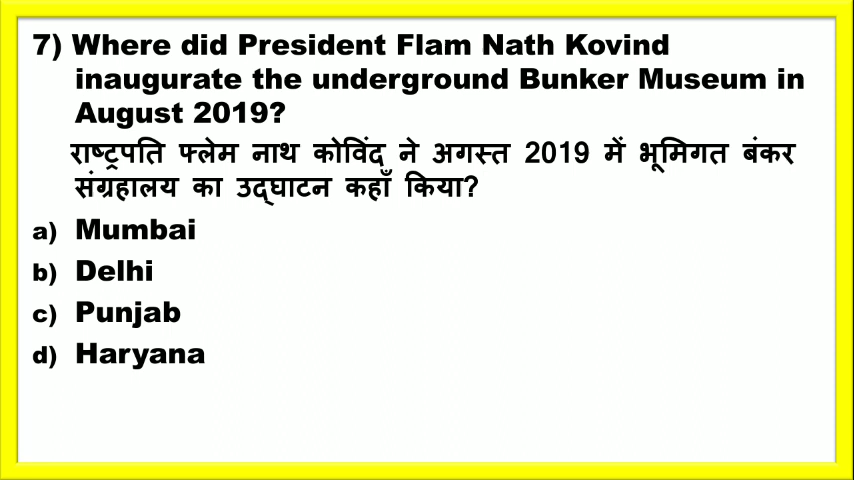 7) Where did President Flam Nath Kovind
inaugurate the underground Bunker Museum in
August 2019?
राष्ट्रपति फ्लेम नाथ कोविंद ने अगस्त 2019 में भूमिगत बंकर
संग्रहालय का उद्घाटन कहाँ किया?
a) Mumbai
b) Delhi
c) Punjab
d) Haryana